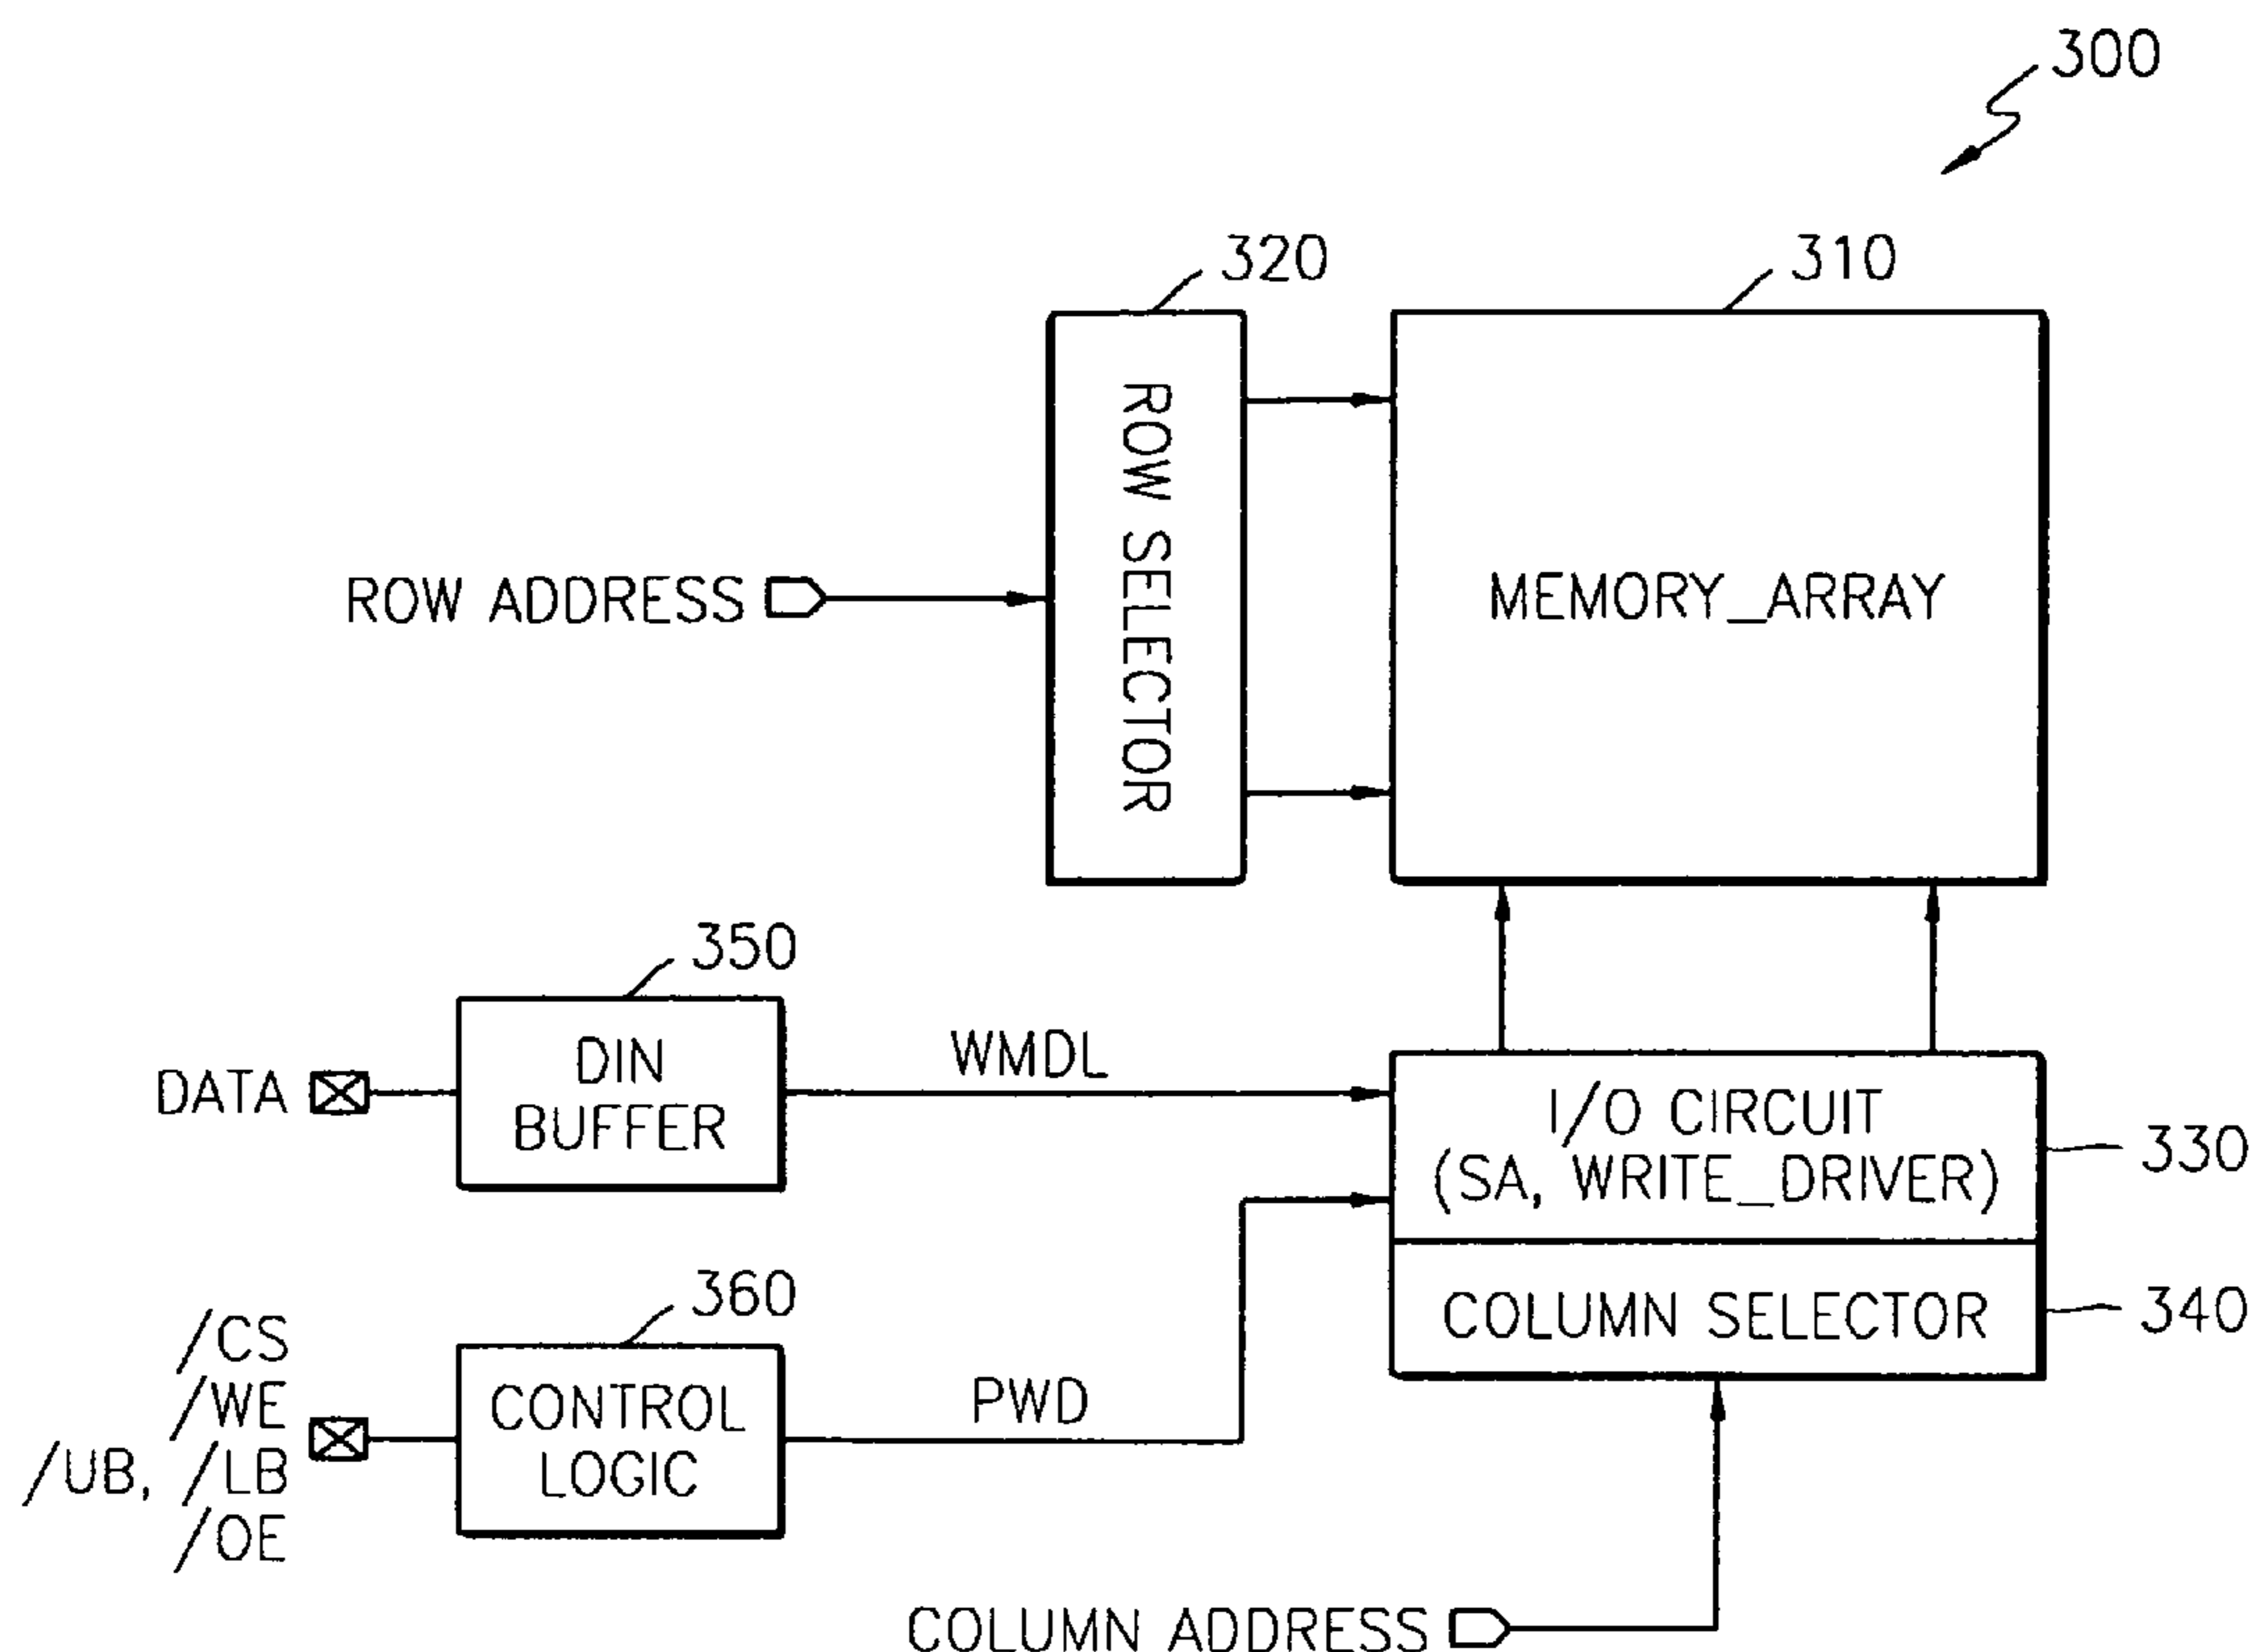 300
320
310
ROW SELECTOR
ROW ADDRESS
MEMORY_ARRAY
350
DIN
BUFFER
WMDL
DATA
I/O CIRCUIT
(SA, WRITE_DRIVER)
330
360
/CS
/WE
/UB, /LB
/OE
CONTROL
LOGIC
PWD
COLUMN SELECTOR
340
COLUMN ADDRESS